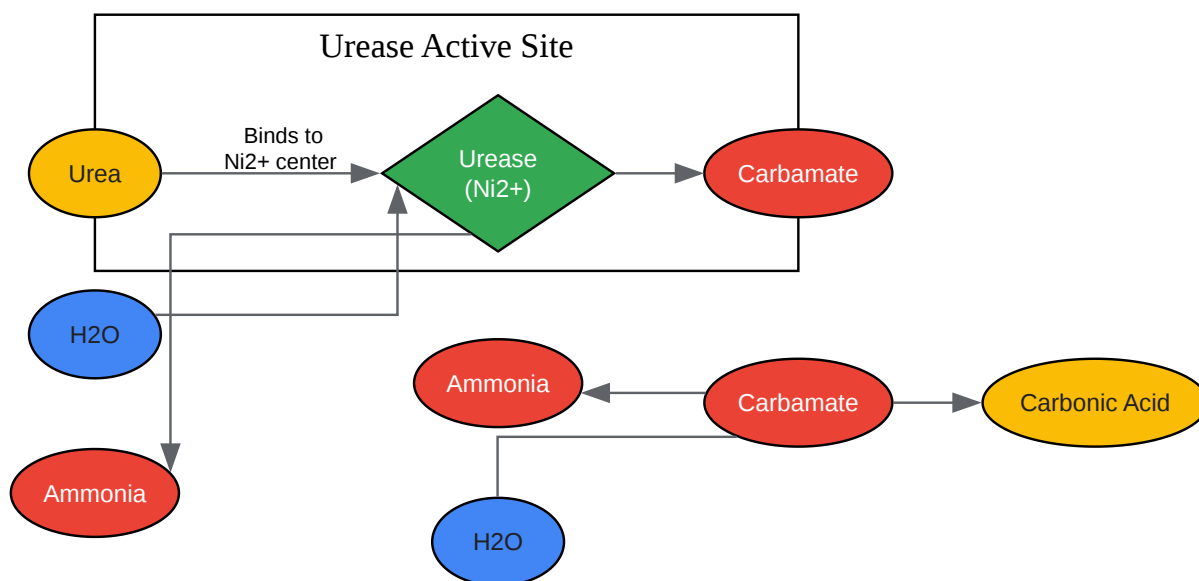 Urease Active Site
Binds to
Ni2+ center
Urea
Urease
(Ni2+)
Carbamate
H2O
Ammonia
Carbamate
Carbonic Acid
Ammonia
H2O